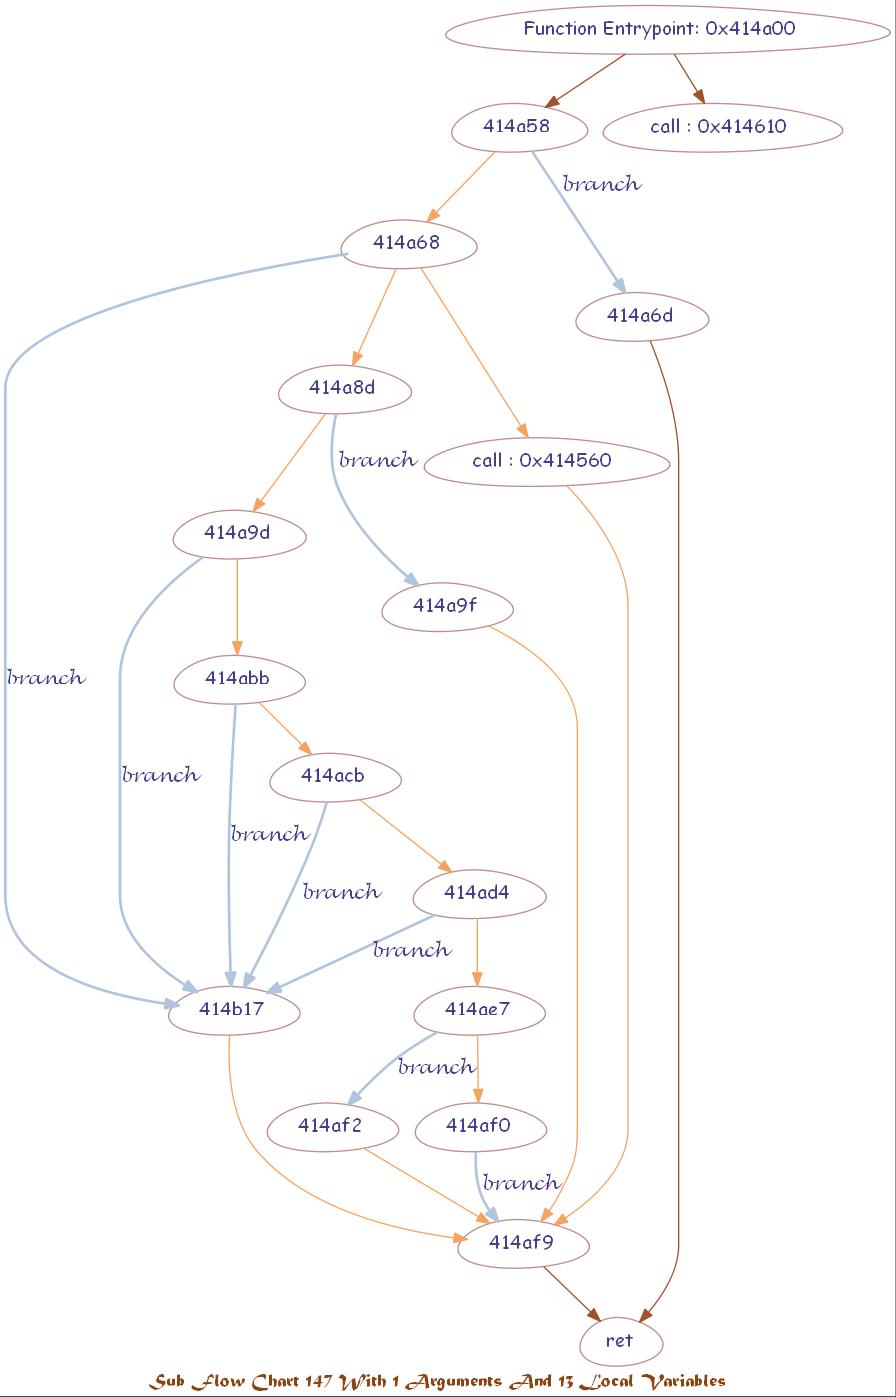 Function Entrypoint: 0x414a00
414a58
call : 0x414610
branch
414a68
414a6d
414a8d
branch
call : 0x414560
414a9d
414a9f
branch
414abb
branch
414acb
branch
branch
414ad4
branch
414b17
414ae7
branch
414af2
414af0
branch
414af9
ret
Sub Flow Chart 147 With 1 Arguments And 13 Local Variables